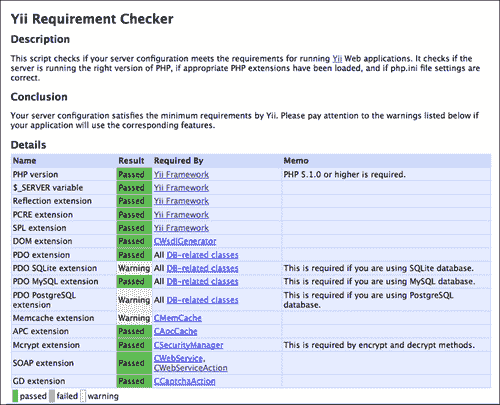 Yii Requirement Checker
Description
This script checks if your server configuration meets the requirements for running Yii Web applications. It checks if the
server is running the right version of PHP, if appropriate PHP extensions have been loaded, and if php.ini file settings are
correct.
Conclusion
Your server configuration satisfies the minimum requirements by Yii. Please pay attention to the warnings listed below if
your application will use the corresponding features.
Details
Name Result Required By Memo
PHP version Passed Yii Framework PHP 5.1.0 or higher is required.
$_SERVER variable Passed Yii Framework
Reflection extension Passed Yii Framework
PCRE extension Passed Yii Framework
SPL extension Passed Yii Framework
DOM extension Passed CWsdlGenerator
PDO extension Passed All DB-related classes
PDO SQLite extension Warning All DB-related classes This is required if you are using SQLite database.
PDO MySQL extension Passed All DB-related classes This is required if you are using MySQL database.
PDO PostgreSQL extension Warning All DB-related classes This is required if you are using PostgreSQL database.
Memcache extension Warning CMemCache
APC extension Passed CApcCache
Mcrypt extension Passed CSecurityManager This is required by encrypt and decrypt methods.
SOAP extension Passed CWebService, CWebServiceAction
GD extension Passed CCaptchaAction
passed failed warning